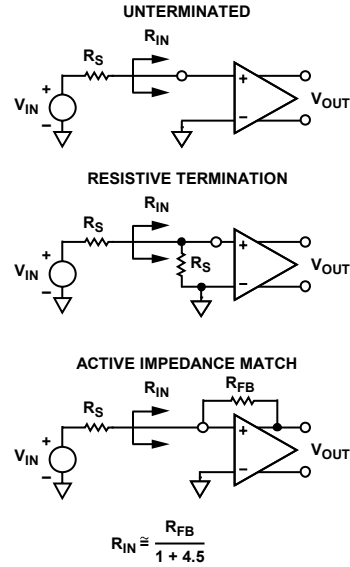 UNTERMINATED
R_IN
R_S
V_IN
+
–
+
–
V_OUT
RESISTIVE TERMINATION
R_IN
R_S
R_S
V_IN
+
–
+
–
V_OUT
ACTIVE IMPEDANCE MATCH
R_IN
R_FB
R_S
V_IN
+
–
+
–
V_OUT
R_IN ≅ R_FB / 1 + 4.5